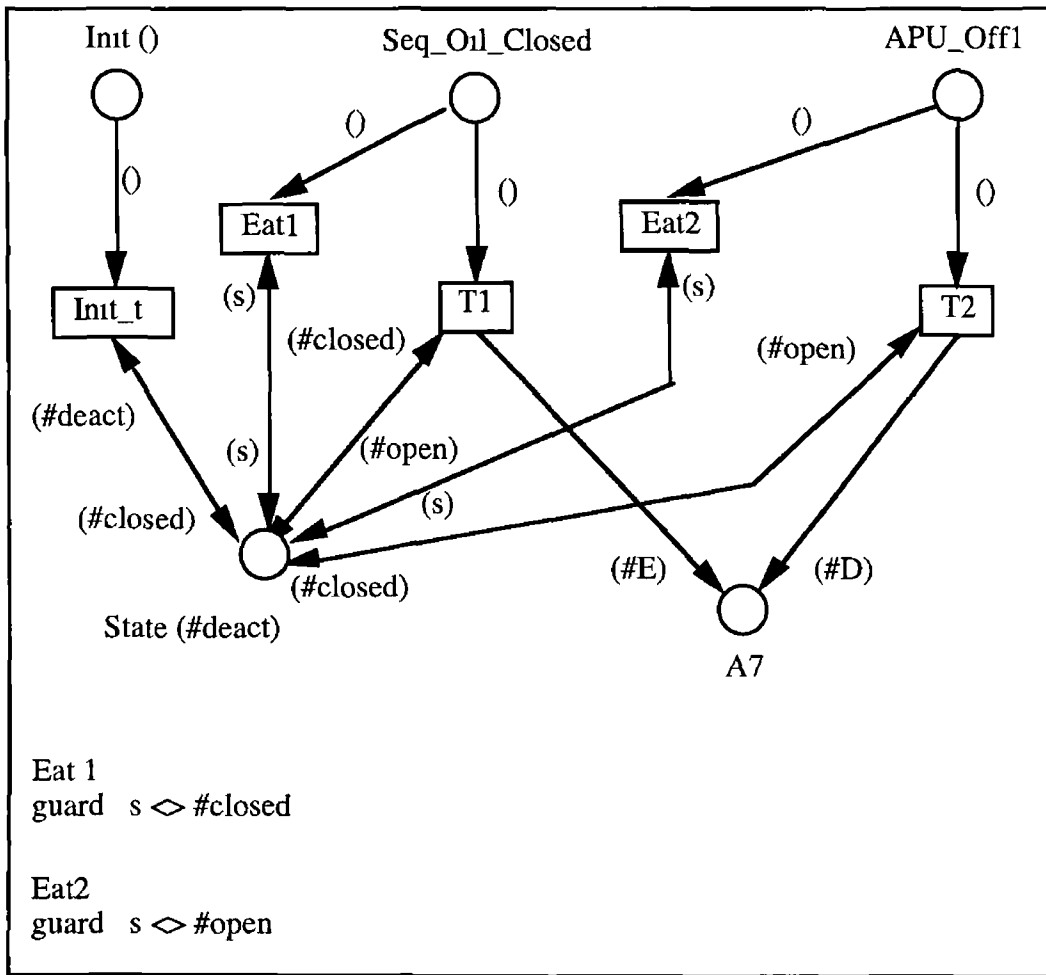 Init ()
Seq_Oil_Closed
APU_Off1
()
()
()
()
()
Eat1
Eat2
(s)
(s)
Init_t
T1
T2
(#closed)
(#open)
(#deact)
(s)
(#open)
(s)
(#closed)
(#closed)
(#E)
(#D)
State (#deact)
A7
Eat 1
guard s <> #closed
Eat2
guard s <> #open